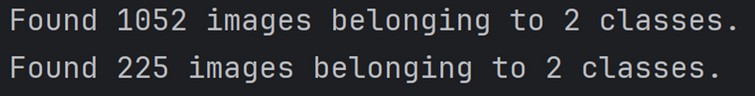 Found 1052 images belonging to 2 classes.
Found 225 images belonging to 2 classes.